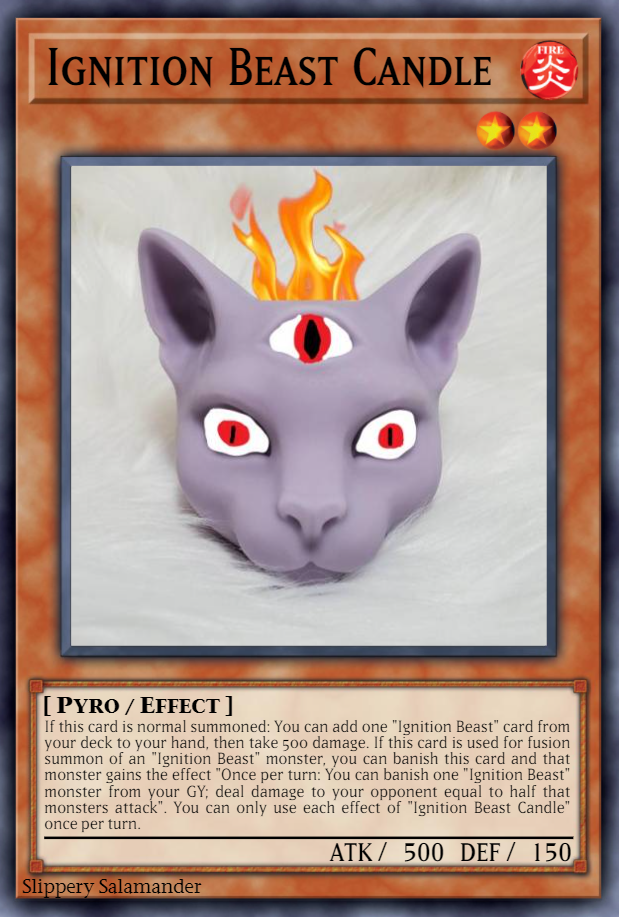 Ignition Beast Candle
FIRE
炎
[ Pyro / Effect ]
If this card is normal summoned: You can add one "Ignition Beast" card from
your deck to your hand, then take 500 damage. If this card is used for fusion
summon of an "Ignition Beast" monster, you can banish this card and that
monster gains the effect "Once per turn: You can banish one "Ignition Beast"
monster from your GY; deal damage to your opponent equal to half that
monsters attack". You can only use each effect of "Ignition Beast Candle"
once per turn.
ATK / 500 DEF / 150
Slippery Salamander